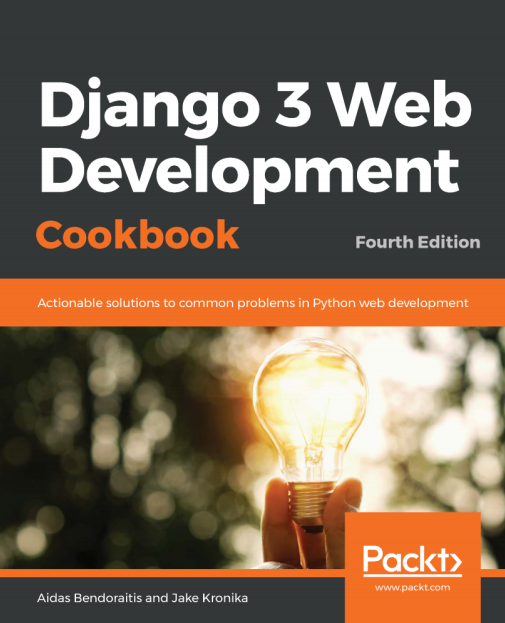 Django 3 Web
Development
Cookbook
Fourth Edition
Actionable solutions to common problems in Python web development
Packt>
www.packt.com
Aidas Bendoraitis and Jake Kronika